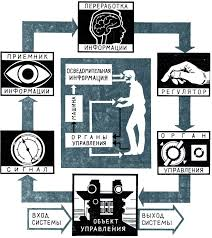 ПЕРЕРАБОТКА
ИНФОРМАЦИИ
ПРИЕМНИК
ИНФОРМАЦИИ
ОСВЕДОМИТЕЛЬНАЯ
ИНФОРМАЦИЯ
РЕГУЛЯТОР
МАШИНА
ОРГАНЫ
УПРАВЛЕНИЯ
СИГНАЛ
ОРГАН
УПРАВЛЕНИЯ
ВХОД
СИСТЕМЫ
ОБЪЕКТ
УПРАВЛЕНИЯ
ВЫХОД
СИСТЕМЫ